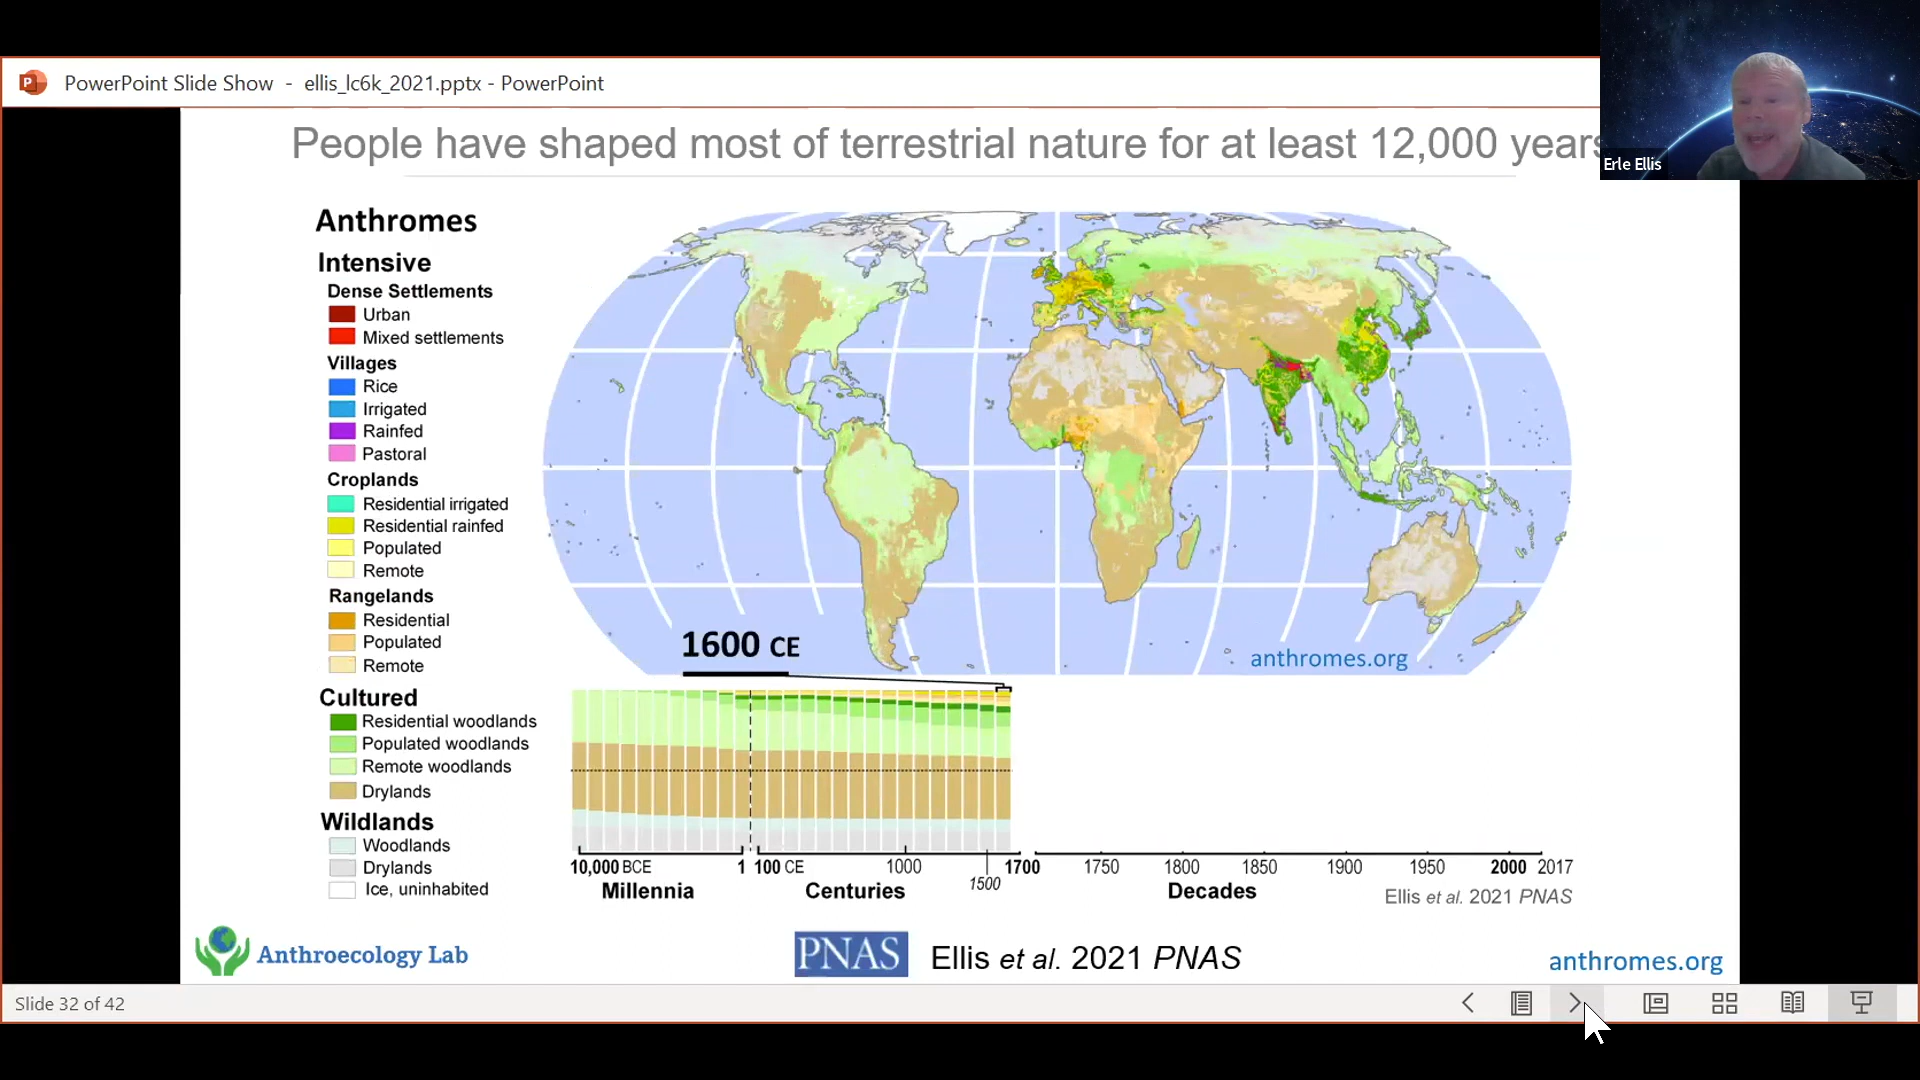 PowerPoint Slide Show - ellis_lc6k_2021.pptx - PowerPoint
Erle Ellis
People have shaped most of terrestrial nature for at least 12,000 years
Anthromes
Intensive
Dense Settlements
Urban
Mixed settlements
Villages
Rice
Irrigated
Rainfed
Pastoral
Croplands
Residential irrigated
Residential rainfed
Populated
Remote
Rangelands
Residential
Populated
Remote
Cultured
Residential woodlands
Populated woodlands
Remote woodlands
Drylands
Wildlands
Woodlands
Drylands
Ice, uninhabited
1600 CE
anthromes.org
10,000 BCE 1 100 CE 1000 1500 1700 1750 1800 1850 1900 1950 2000 2017
Millennia Centuries Decades
Ellis et al. 2021 PNAS
Anthroecology Lab
PNAS
Ellis et al. 2021 PNAS
anthromes.org
Slide 32 of 42